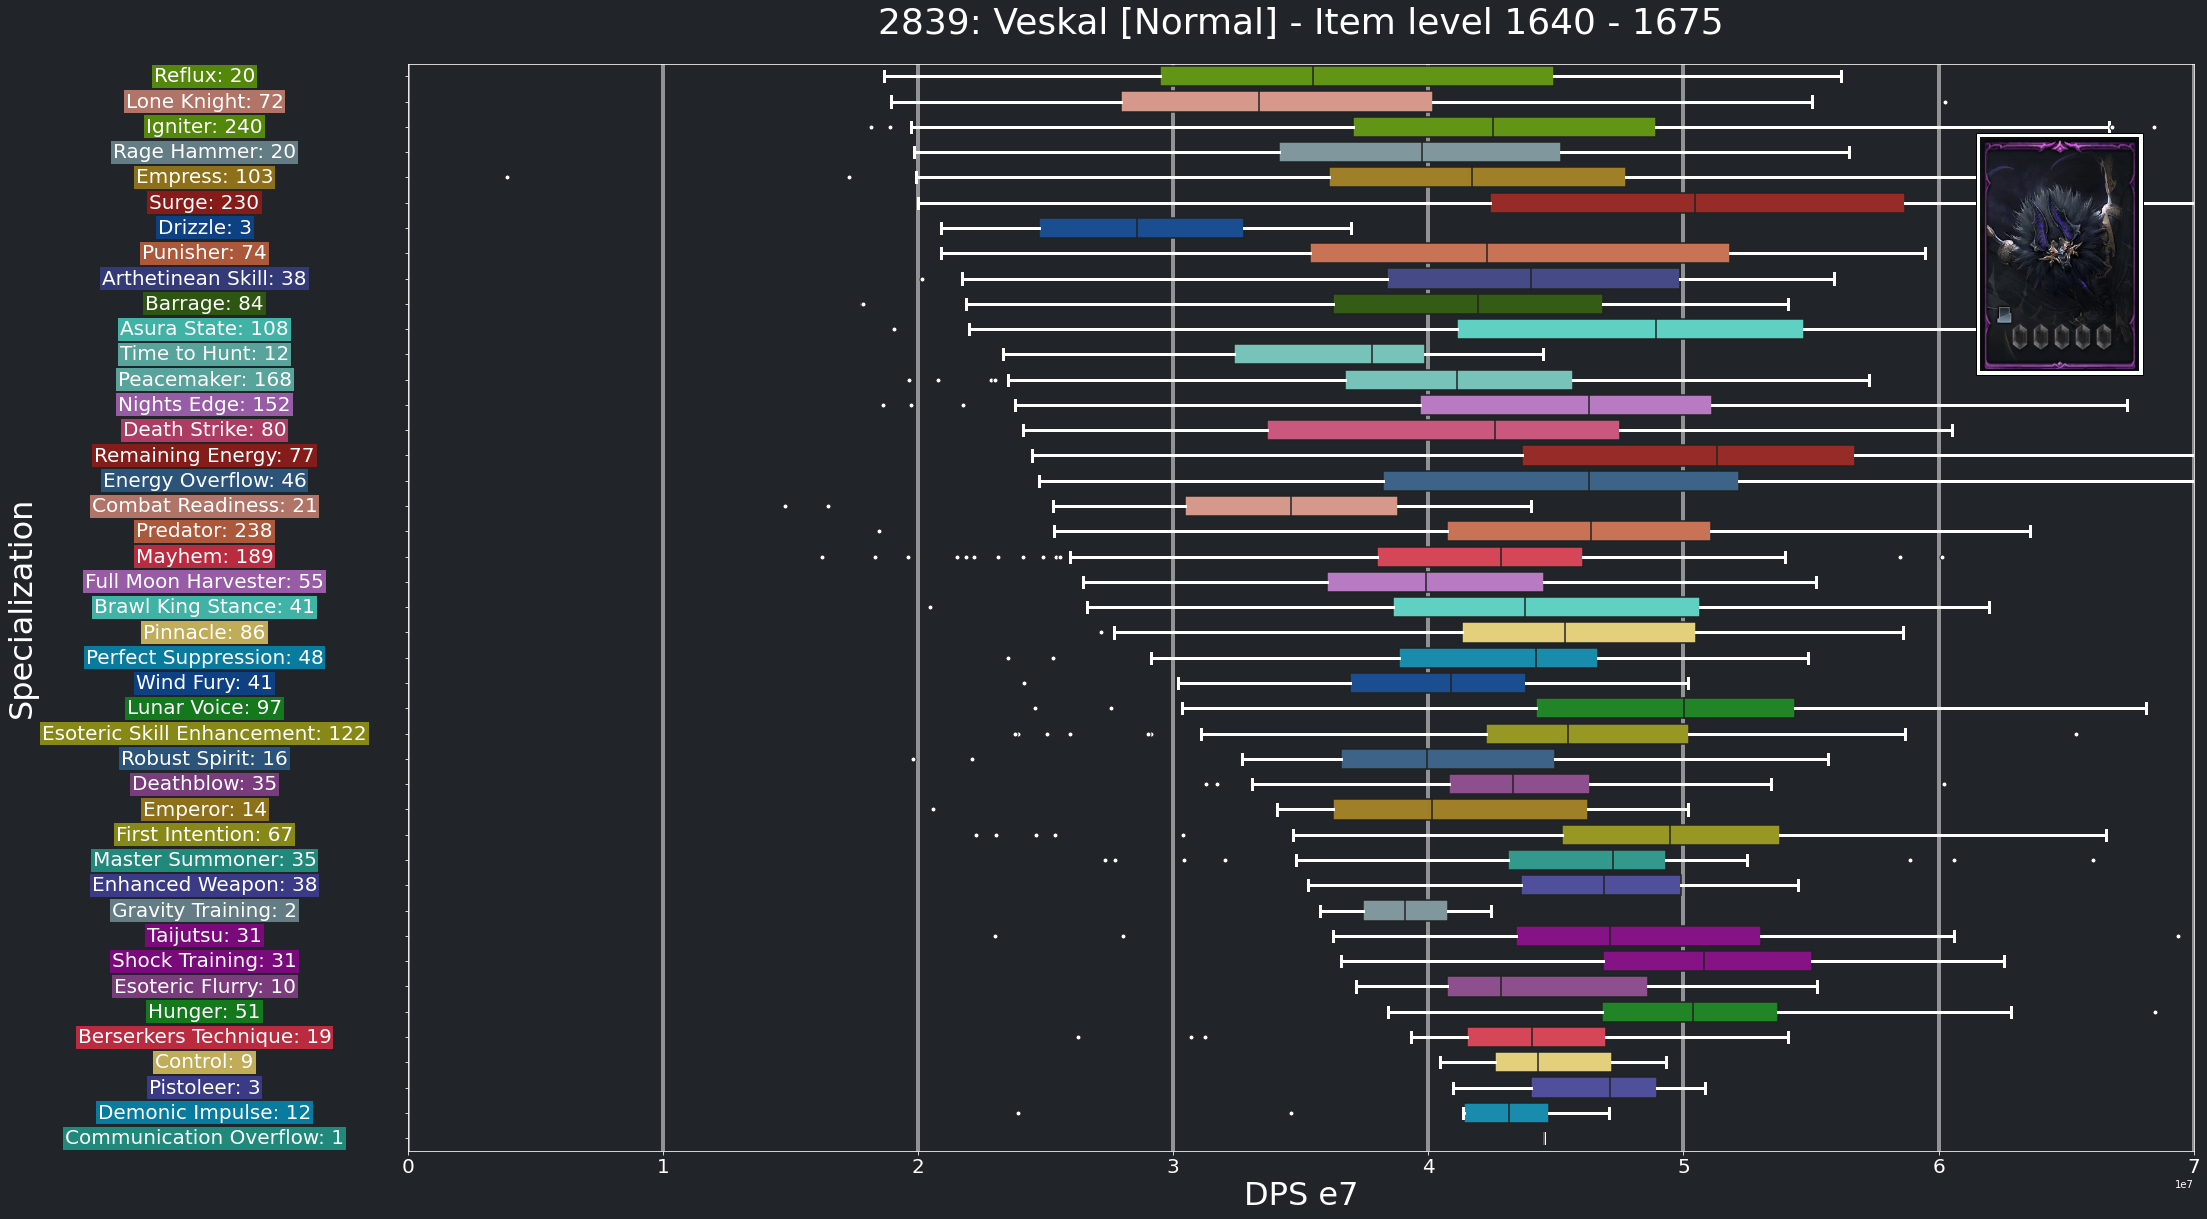 2839: Veskal [Normal] - Item level 1640 - 1675
Reflux: 20
Lone Knight: 72
Igniter: 240
Rage Hammer: 20
Empress: 103
Surge: 230
Drizzle: 3
Punisher: 74
Arthetinean Skill: 38
Barrage: 84
Asura State: 108
Time to Hunt: 12
Peacemaker: 168
Nights Edge: 152
Death Strike: 80
Remaining Energy: 77
Energy Overflow: 46
Combat Readiness: 21
Predator: 238
Mayhem: 189
Full Moon Harvester: 55
Brawl King Stance: 41
Pinnacle: 86
Perfect Suppression: 48
Wind Fury: 41
Lunar Voice: 97
Esoteric Skill Enhancement: 122
Robust Spirit: 16
Deathblow: 35
Emperor: 14
First Intention: 67
Master Summoner: 35
Enhanced Weapon: 38
Gravity Training: 2
Taijutsu: 31
Shock Training: 31
Esoteric Flurry: 10
Hunger: 51
Berserkers Technique: 19
Control: 9
Pistoleer: 3
Demonic Impulse: 12
Communication Overflow: 1
Specialization
0 1 2 3 4 5 6 7
DPS e7
1e7